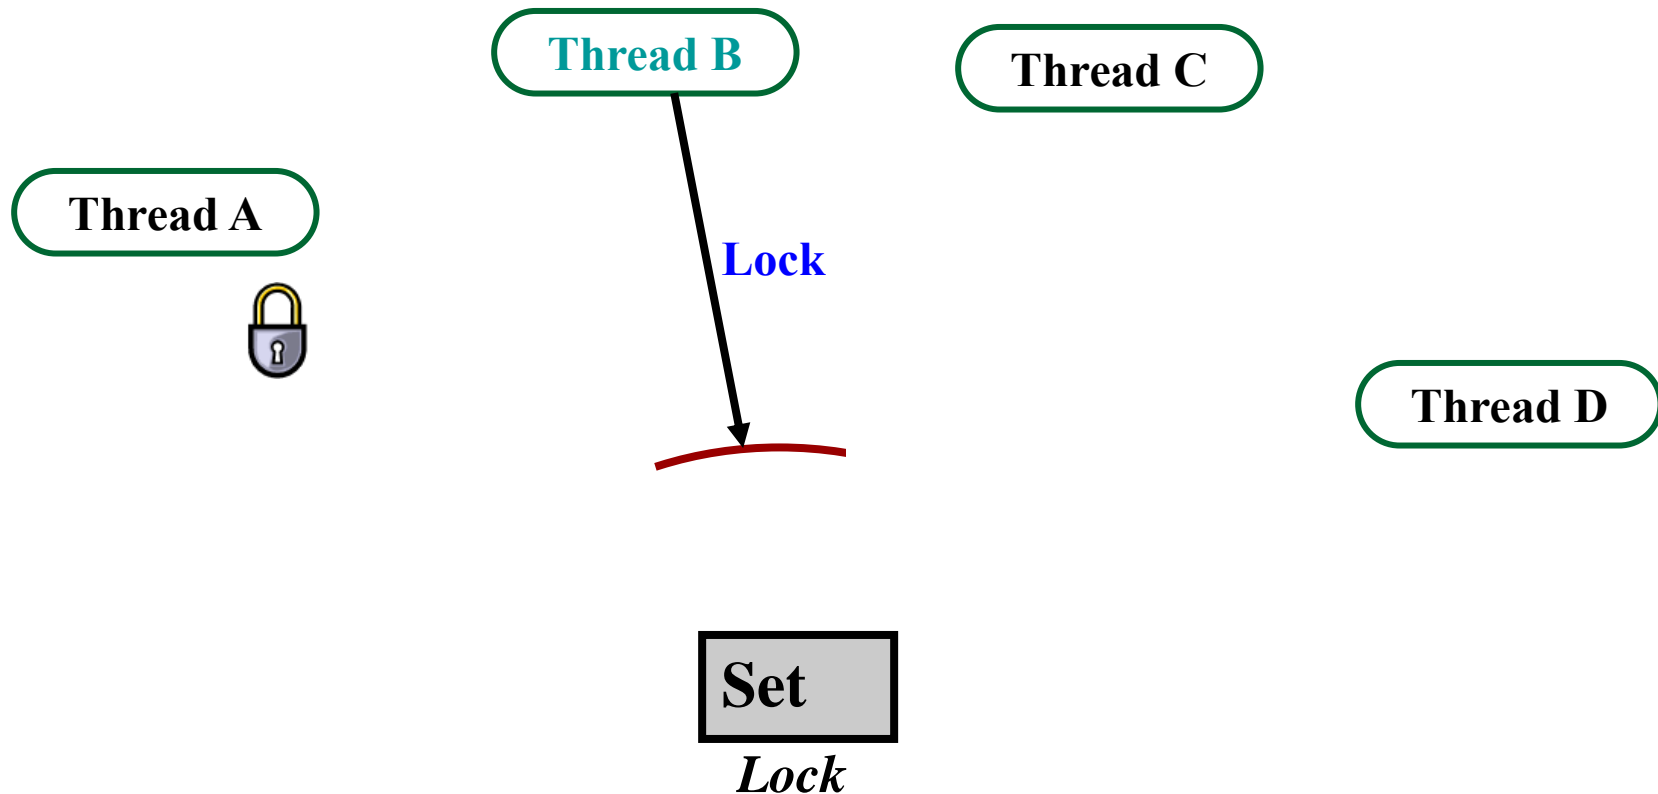 Thread B
Thread C
Thread A
Lock
Thread D
Set
Lock